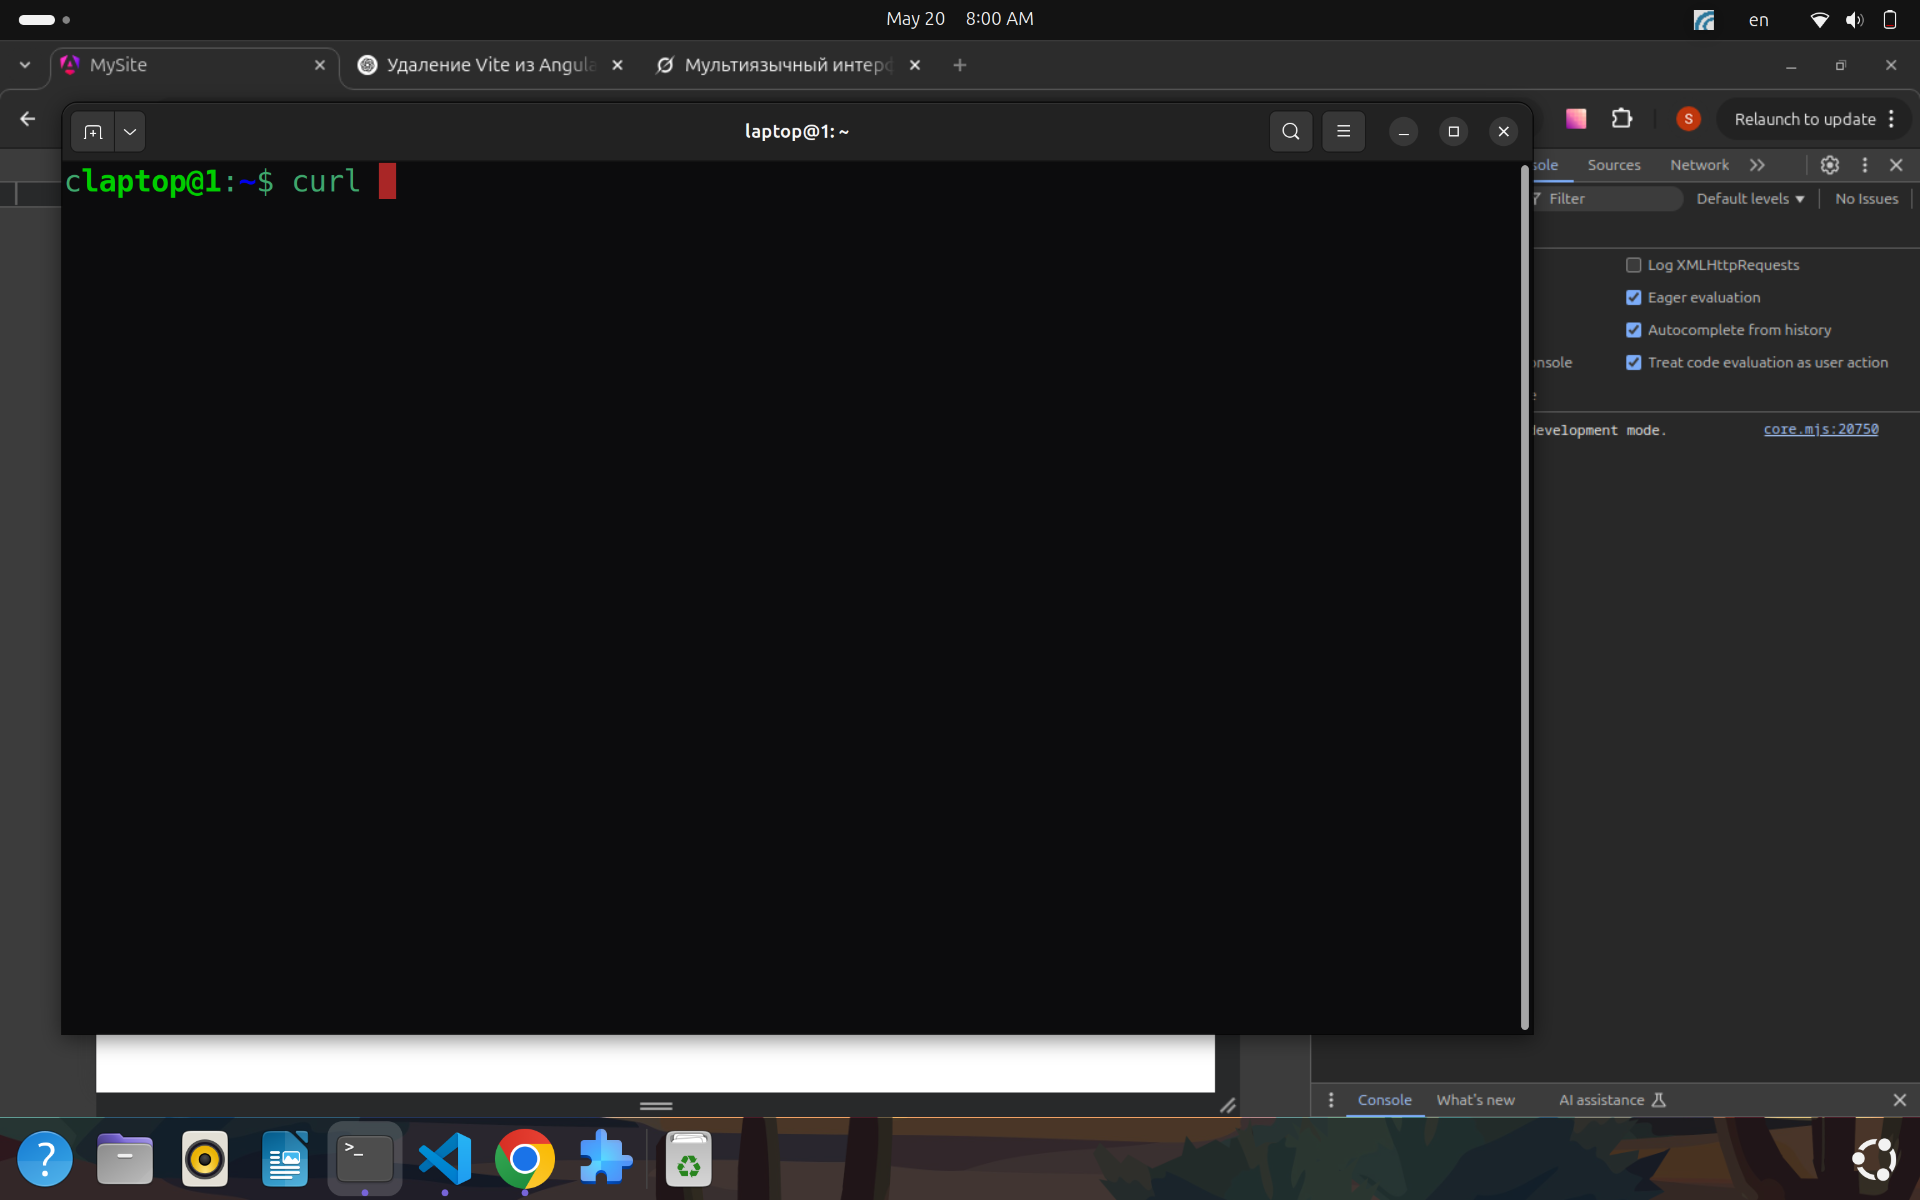 May 20 8:00 AM
en
MySite
Удаление Vite из Angula
Мультиязычный интерф
laptop@1: ~
S
Relaunch to update
claptop@1:~$ curl
sole
Sources
Network
Filter
Default levels
No Issues
Log XMLHttpRequests
Eager evaluation
Autocomplete from history
onsole
Treat code evaluation as user action
e
development mode.
core.mjs:20750
Console
What's new
AI assistance